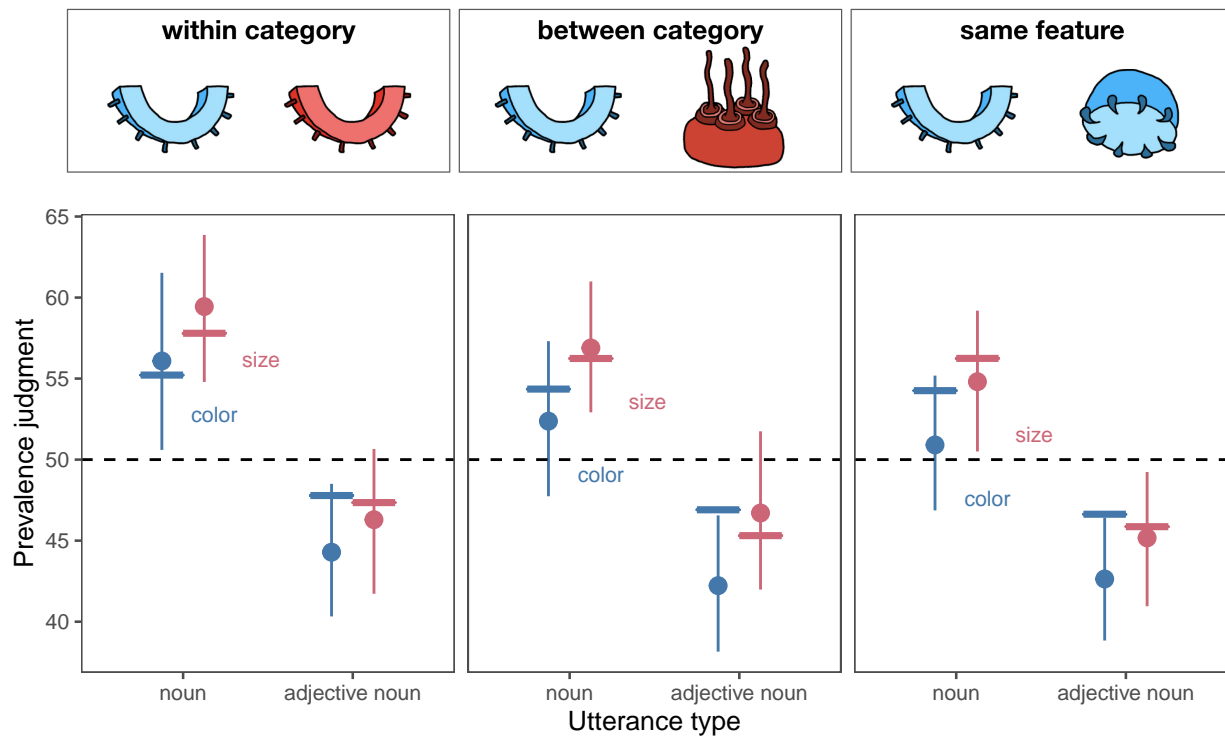 within category
between category
same feature
65
60
55
50
45
40
Prevalence judgment
size
color
size
color
size
color
noun
adjective noun
noun
adjective noun
noun
adjective noun
Utterance type